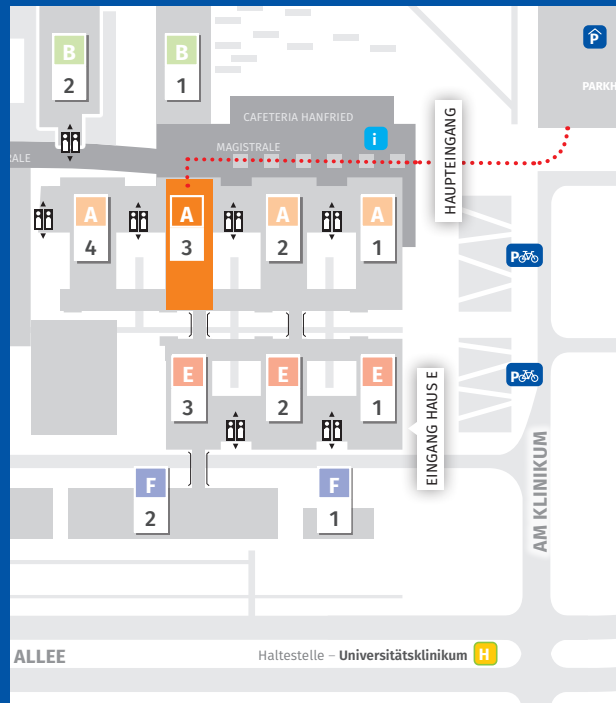 B
2
B
1
P
PARKH
CAFETERIA HANFRIED
i
MAGISTRALE
RALE
HAUPTEINGANG
A
4
A
3
A
2
A
1
P
E
3
E
2
E
1
P
EINGANG HAUS E
F
2
F
1
AM KLINIKUM
ALLEE
Haltestelle – Universitätsklinikum H